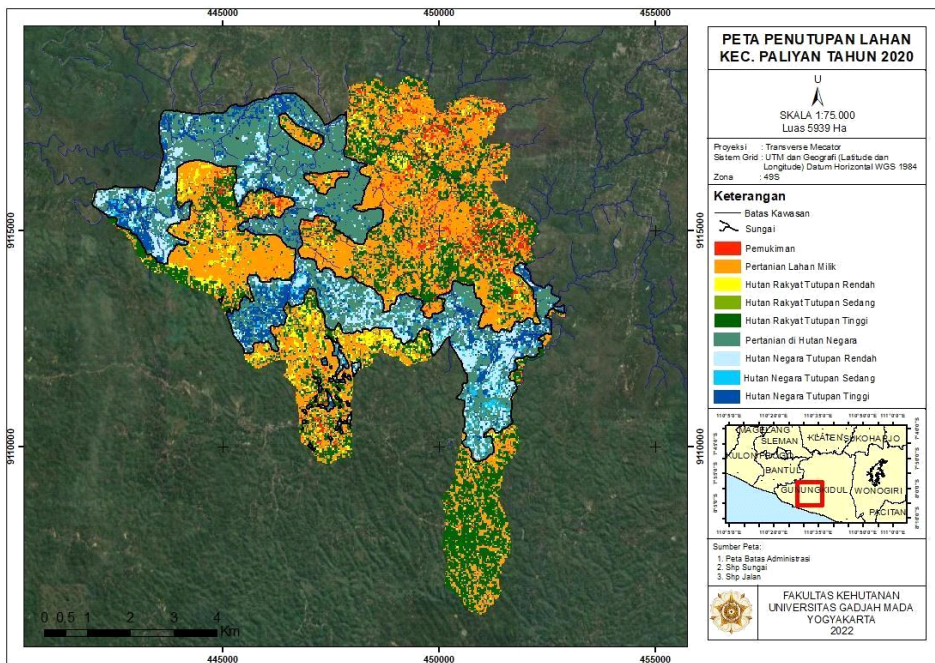 445000
450000
455000
9115000
9110000
9115000
9110000
0 0.5 1 2 3 4
Km
445000
450000
455000
PETA PENUTUPAN LAHAN
KEC. PALIYAN TAHUN 2020
U
SKALA 1:75.000
Luas 5939 Ha
Proyeksi : Transverse Mecator
Sistem Grid : UTM dan Geografi (Latitude dan
Longitude) Datum Horizontal WGS 1984
Zona : 49S
Keterangan
Batas Kawasan
Sungai
Pemukiman
Pertanian Lahan Milik
Hutan Rakyat Tutupan Rendah
Hutan Rakyat Tutupan Sedang
Hutan Rakyat Tutupan Tinggi
Pertanian di Hutan Negara
Hutan Negara Tutupan Rendah
Hutan Negara Tutupan Sedang
Hutan Negara Tutupan Tinggi
MAGELANG
SLEMAN
KLATEN
SUKOHARJO
BANTUL
GUNUNGKIDUL
WONOGIRI
PACITAN
Sumber Peta:
1. Peta Batas Administrasi
2. Shp Sungai
3. Shp Jalan
FAKULTAS KEHUTANAN
UNIVERSITAS GADJAH MADA
YOGYAKARTA
2022